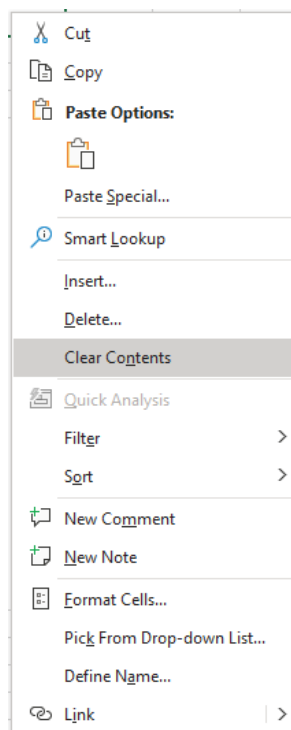 Cut
Copy
Paste Options:
Paste Special...
Smart Lookup
Insert...
Delete...
Clear Contents
Quick Analysis
Filter
Sort
New Comment
New Note
Format Cells...
Pick From Drop-down List...
Define Name...
Link